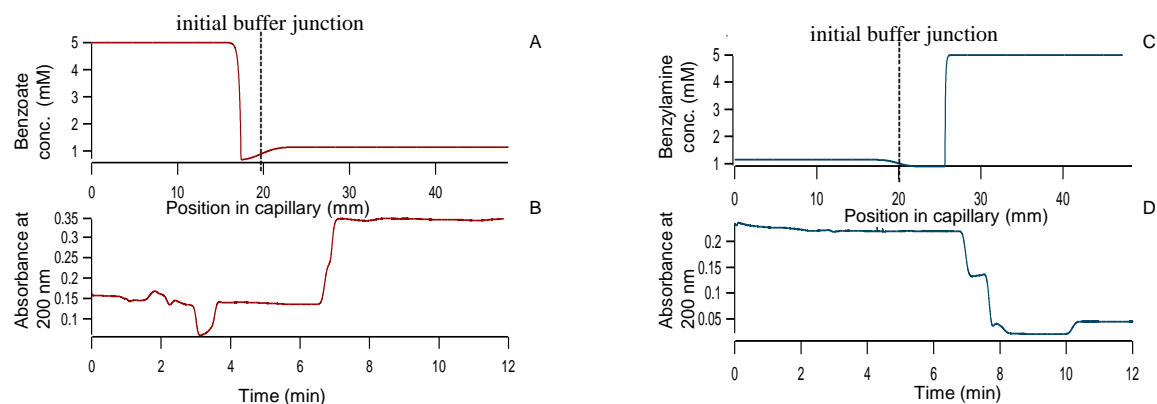 initial buffer junction
A
Benzoate
conc. (mM)
5
4
3
2
1
0
10
20
30
40
Position in capillary (mm)
B
Absorbance at
200 nm
0.35
0.3
0.25
0.2
0.15
0.1
0
2
4
6
8
10
12
Time (min)
initial buffer junction
C
Benzylamine
conc. (mM)
5
4
3
2
1
0
10
20
30
40
Position in capillary (mm)
D
Absorbance at
200 nm
0.2
0.15
0.1
0.05
0
2
4
6
8
10
12
Time (min)